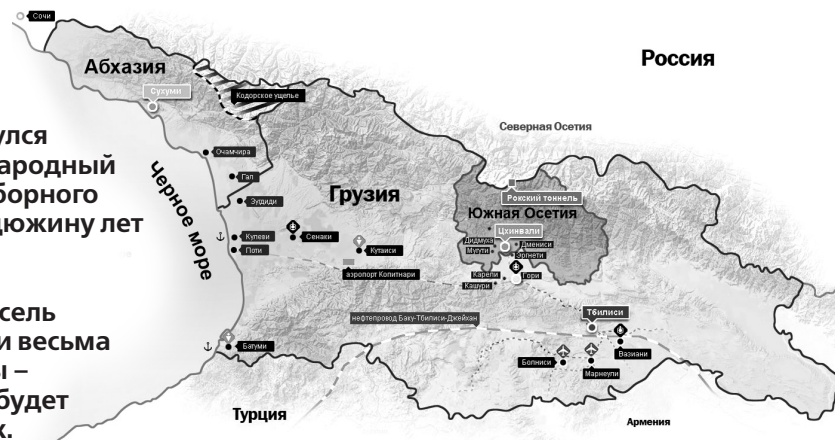 Сочи
Россия
Абхазия
Сухуми
Кодорское ущелье
Северная Осетия
улся
ародный
борного
дюжину лет
Очамчира
Гал
Зугдиди
Черное море
Грузия
Рокский тоннель
Южная Осетия
Цхинвали
Дидмуха
Мугути
Дмениси
Эргнети
Кулеви
Поти
Сенаки
Кутаиси
аэропорт Копитнари
Карели
Кашури
Гори
сель
и весьма
ы –
будет
к.
нефтепровод Баку-Тбилиси-Джейхан
Тбилиси
Батуми
Болниси
Вазиани
Марнеули
Турция
Армения